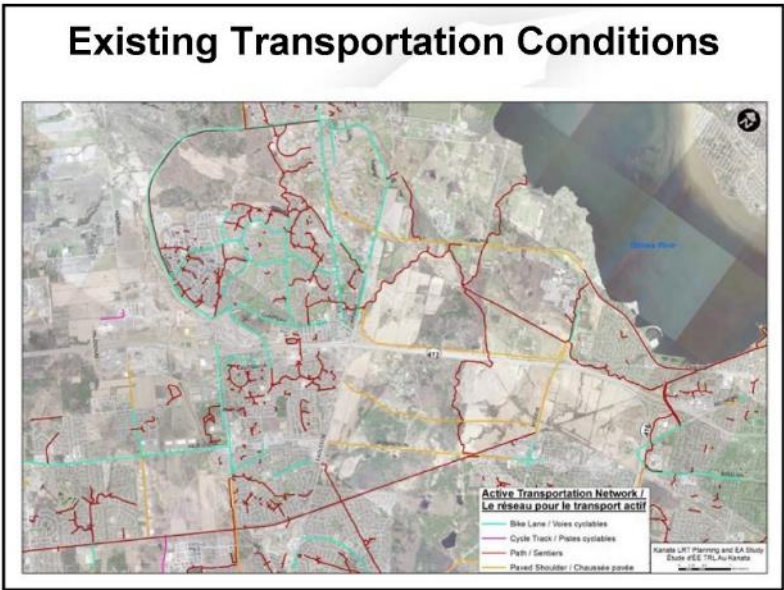 Existing Transportation Conditions
Ottawa River
417
416
Active Transportation Network /
Le réseau pour le transport actif
Bike Lane / Voies cyclables
Cycle Track / Pistes cyclables
Path / Sentiers
Paved Shoulder / Chaussée pavée
Kanata LRT Planning and EA Study
Étude d'EE TRL Au Kanata